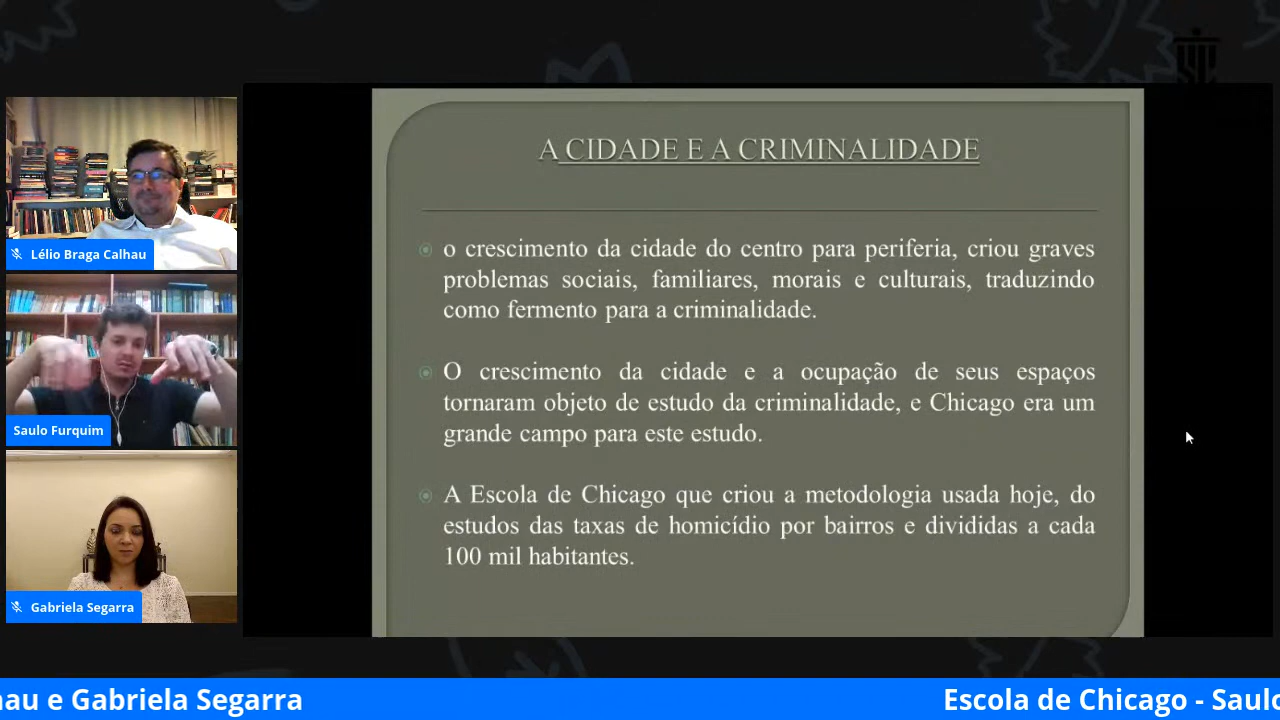 Lélio Braga Calhau
Saulo Furquim
Gabriela Segarra
A CIDADE E A CRIMINALIDADE
o crescimento da cidade do centro para periferia, criou graves
problemas sociais, familiares, morais e culturais, traduzindo
como fermento para a criminalidade.
O crescimento da cidade e a ocupação de seus espaços
tornaram objeto de estudo da criminalidade, e Chicago era um
grande campo para este estudo.
A Escola de Chicago que criou a metodologia usada hoje, do
estudos das taxas de homicídio por bairros e divididas a cada
100 mil habitantes.
hau e Gabriela Segarra
Escola de Chicago - Saulo